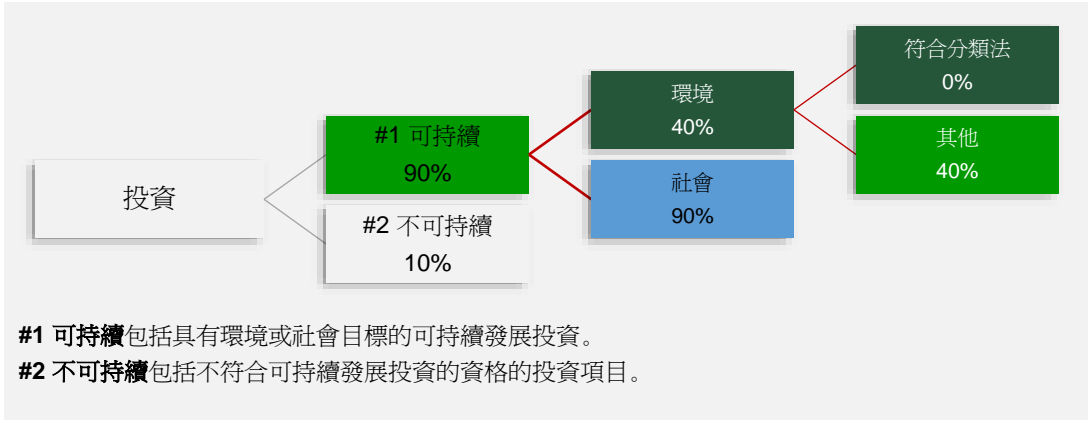 投資
#1 可持續
90%
#2 不可持續
10%
環境
40%
社會
90%
符合分類法
0%
其他
40%
#1 可持續包括具有環境或社會目標的可持續發展投資。
#2 不可持續包括不符合可持續發展投資的資格的投資項目。